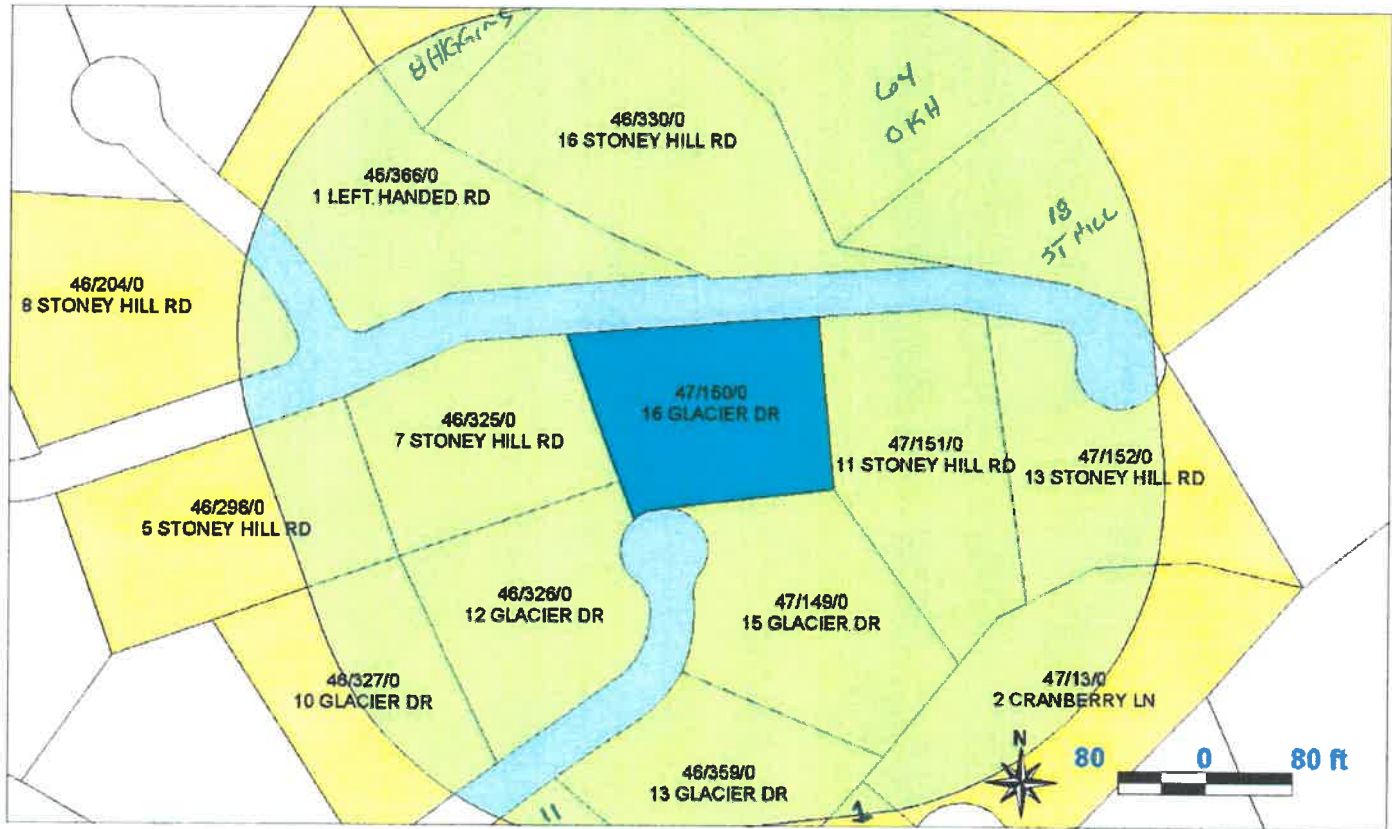 8 HIGGINS
64
OKH
46/330/0
16 STONEY HILL RD
46/366/0
1 LEFT HANDED RD
18
ST HILL
46/204/0
8 STONEY HILL RD
47/150/0
16 GLACIER DR
46/325/0
7 STONEY HILL RD
47/151/0
11 STONEY HILL RD
47/152/0
13 STONEY HILL RD
46/296/0
5 STONEY HILL RD
46/326/0
12 GLACIER DR
47/149/0
15 GLACIER DR
46/327/0
10 GLACIER DR
47/13/0
2 CRANBERRY LN
N
80 0 80 ft
46/359/0
13 GLACIER DR
11
1